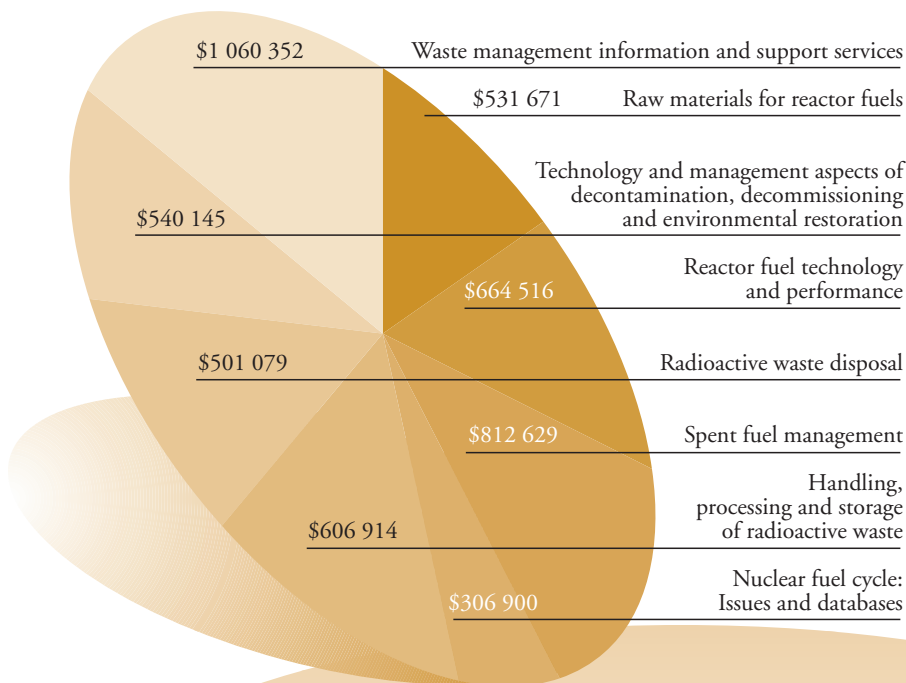 $1 060 352 Waste management information and support services
$531 671 Raw materials for reactor fuels
Technology and management aspects of
decontamination, decommissioning
and environmental restoration
$540 145
Reactor fuel technology
and performance
$664 516
$501 079 Radioactive waste disposal
$812 629 Spent fuel management
Handling,
processing and storage
of radioactive waste
$606 914
Nuclear fuel cycle:
Issues and databases
$306 900